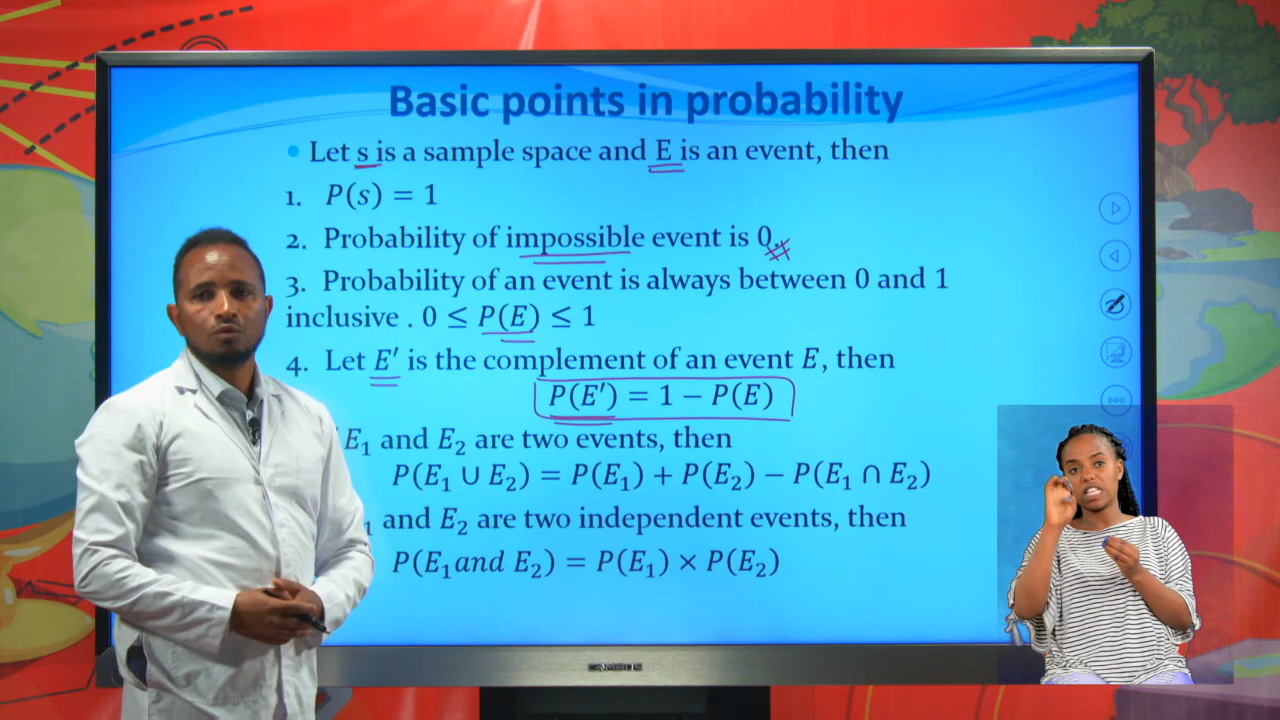 Basic points in probability
• Let s is a sample space and E is an event, then
1. P(s) = 1
2. Probability of impossible event is 0.
3. Probability of an event is always between 0 and 1
inclusive . 0 ≤ P(E) ≤ 1
4. Let E′ is the complement of an event E, then
P(E′) = 1 − P(E)
E₁ and E₂ are two events, then
P(E₁ ∪ E₂) = P(E₁) + P(E₂) − P(E₁ ∩ E₂)
₁ and E₂ are two independent events, then
P(E₁and E₂) = P(E₁) × P(E₂)